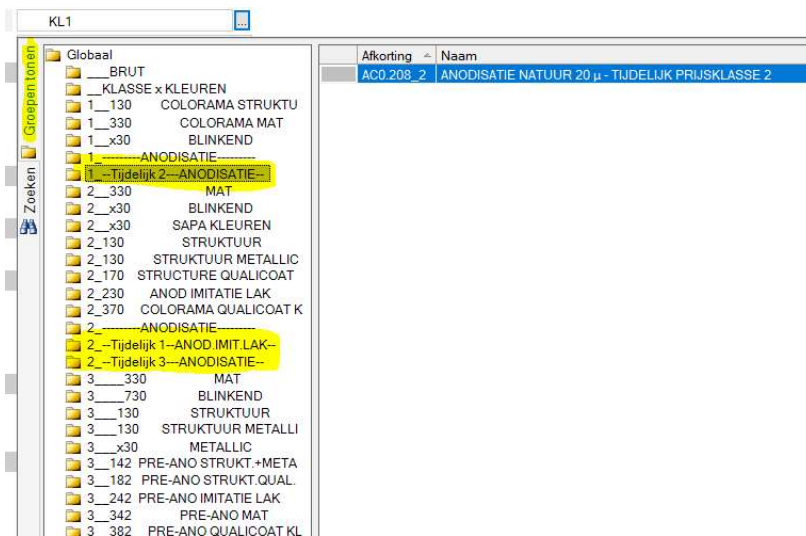 KL1
...
Groepen tonen
Zoeken
Globaal
___BRUT
__KLASSE x KLEUREN
1__130 COLORAMA STRUKTU
1__330 COLORAMA MAT
1__x30 BLINKEND
1_---------ANODISATIE---------
1_--Tijdelijk 2---ANODISATIE--
2__330 MAT
2__x30 BLINKEND
2__x30 SAPA KLEUREN
2_130 STRUKTUUR
2_130 STRUKTUUR METALLIC
2_170 STRUCTURE QUALICOAT
2_230 ANOD IMITATIE LAK
2_370 COLORAMA QUALICOAT K
2_---------ANODISATIE---------
2_--Tijdelijk 1--ANOD.IMIT.LAK--
2_--Tijdelijk 3---ANODISATIE--
3____330 MAT
3____730 BLINKEND
3___130 STRUKTUUR
3___130 STRUKTUUR METALLI
3___x30 METALLIC
3__142 PRE-ANO STRUKT.+META
3__182 PRE-ANO STRUKT.QUAL.
3__242 PRE-ANO IMITATIE LAK
3__342 PRE-ANO MAT
3__382 PRE-ANO QUALICOAT KL
Afkorting Naam
AC0.208_2 ANODISATIE NATUUR 20 µ - TIJDELIJK PRIJSKLASSE 2